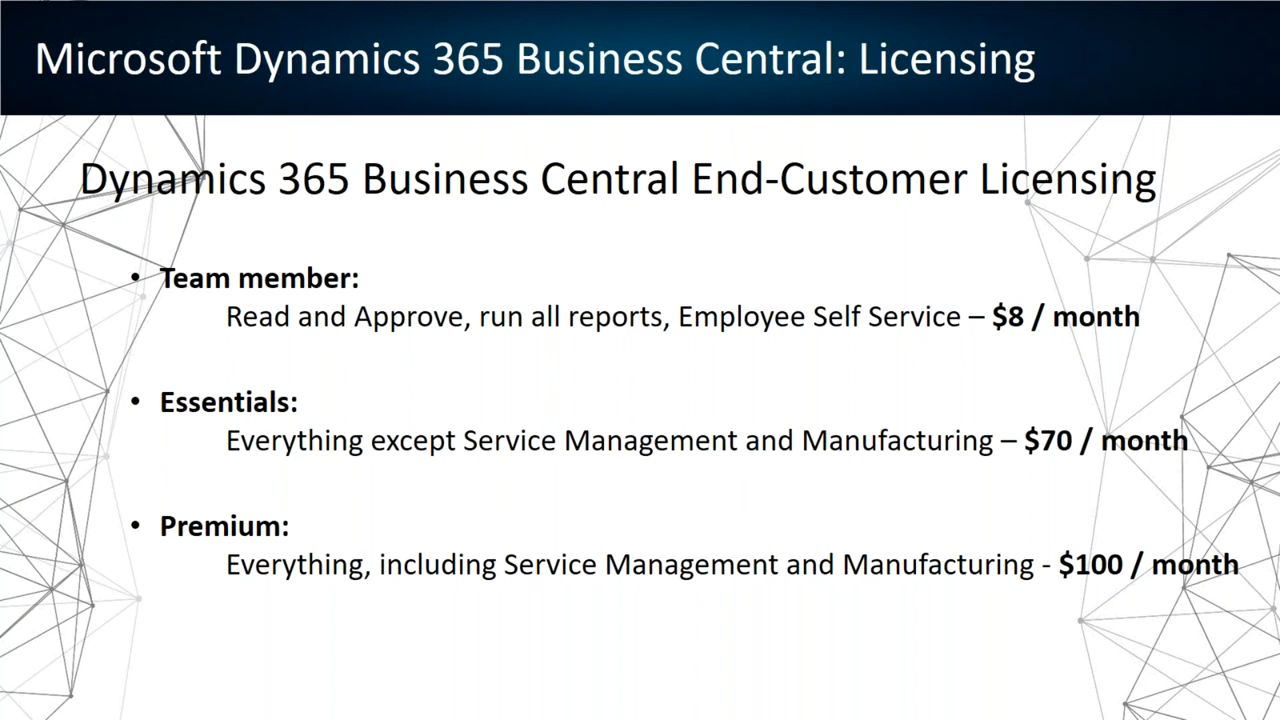 Microsoft Dynamics 365 Business Central: Licensing
Dynamics 365 Business Central End-Customer Licensing
• Team member:
Read and Approve, run all reports, Employee Self Service – $8 / month
• Essentials:
Everything except Service Management and Manufacturing – $70 / month
• Premium:
Everything, including Service Management and Manufacturing - $100 / month